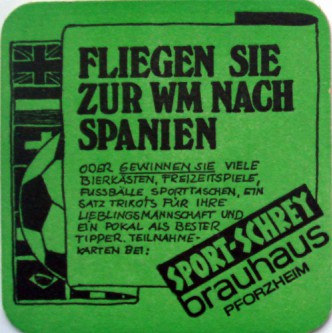 FLIEGEN SIE
ZUR WM NACH
SPANIEN
ODER GEWINNEN SIE VIELE
BIERKÄSTEN, FREIZEITSPIELE,
FUSSBÄLLE SPORTTASCHEN, EIN
SATZ TRIKOTS FÜR IHRE
LIEBLINGSMANNSCHAFT UND
EIN POKAL ALS BESTER
TIPPER. TEILNAHME-
KARTEN BEI:
SPORT-SCHREY
brauhaus
PFORZHEIM